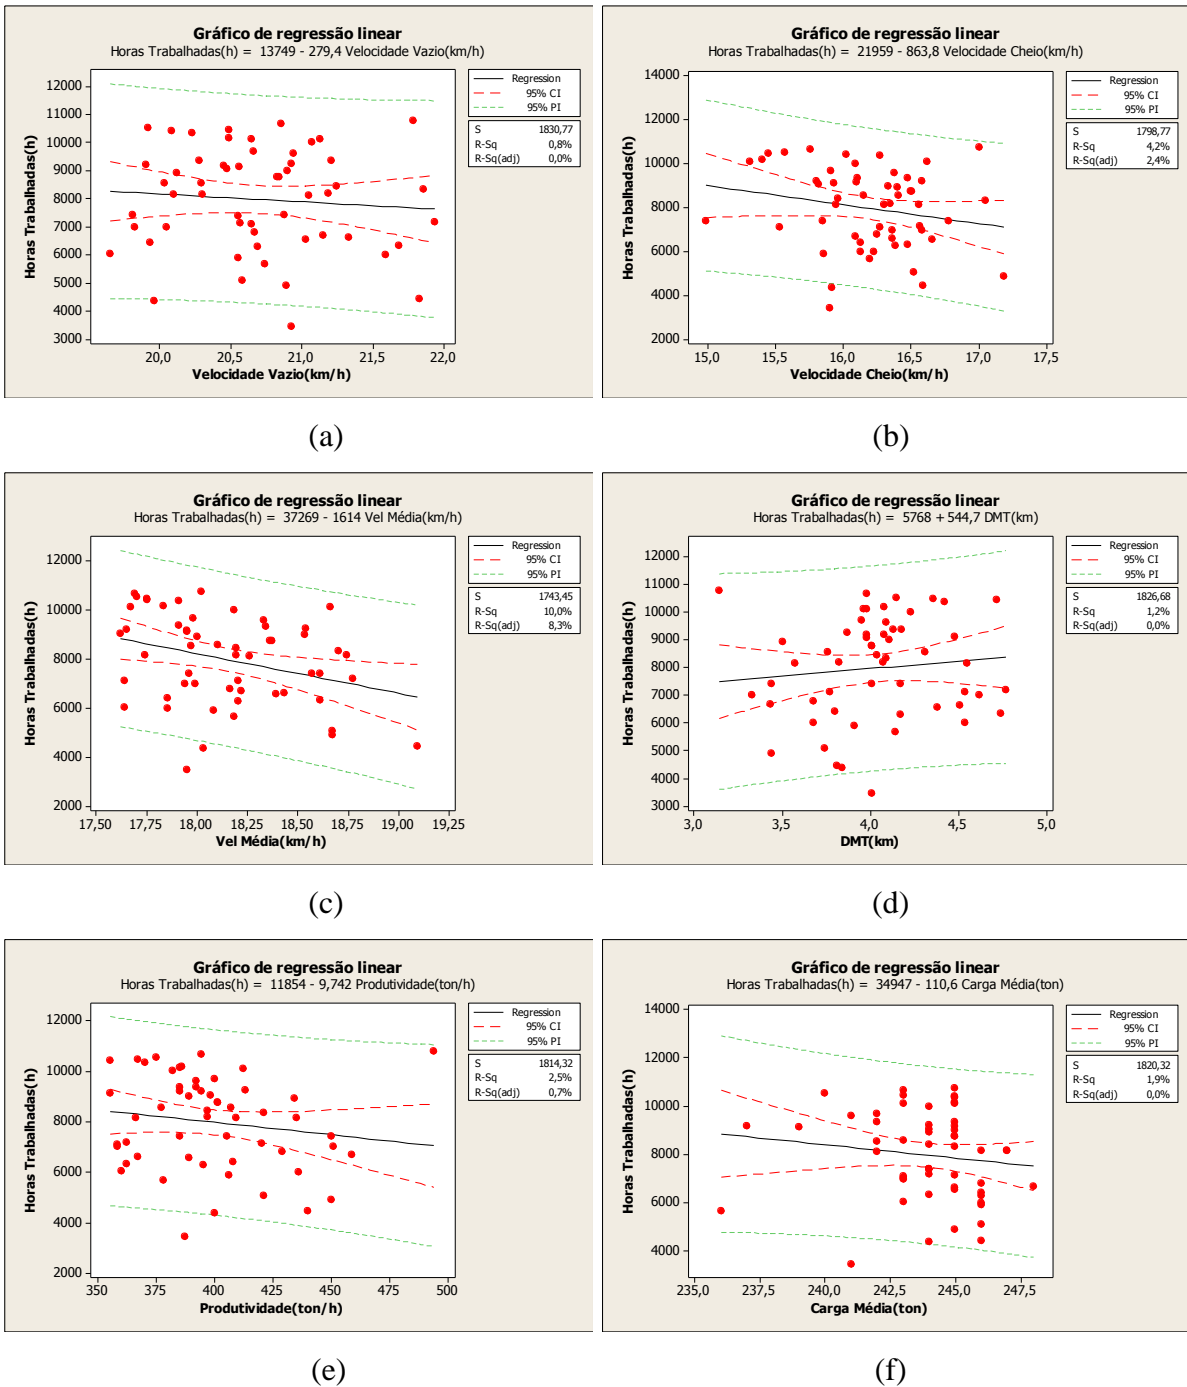 Gráfico de regressão linear
Horas Trabalhadas(h) = 13749 - 279,4 Velocidade Vazio(km/h)
Regression
95% CI
95% PI
S 1830,77
R-Sq 0,8%
R-Sq(adj) 0,0%
12000
11000
10000
9000
8000
7000
6000
5000
4000
3000
Horas Trabalhadas(h)
20,0 20,5 21,0 21,5 22,0
Velocidade Vazio(km/h)
(a)
Gráfico de regressão linear
Horas Trabalhadas(h) = 21959 - 863,8 Velocidade Cheio(km/h)
Regression
95% CI
95% PI
S 1798,77
R-Sq 4,2%
R-Sq(adj) 2,4%
14000
12000
10000
8000
6000
4000
2000
Horas Trabalhadas(h)
15,0 15,5 16,0 16,5 17,0 17,5
Velocidade Cheio(km/h)
(b)
Gráfico de regressão linear
Horas Trabalhadas(h) = 37269 - 1614 Vel Média(km/h)
Regression
95% CI
95% PI
S 1743,45
R-Sq 10,0%
R-Sq(adj) 8,3%
12000
10000
8000
6000
4000
2000
Horas Trabalhadas(h)
17,50 17,75 18,00 18,25 18,50 18,75 19,00 19,25
Vel Média(km/h)
(c)
Gráfico de regressão linear
Horas Trabalhadas(h) = 5768 + 544,7 DMT(km)
Regression
95% CI
95% PI
S 1826,68
R-Sq 1,2%
R-Sq(adj) 0,0%
12000
11000
10000
9000
8000
7000
6000
5000
4000
3000
Horas Trabalhadas(h)
3,0 3,5 4,0 4,5 5,0
DMT(km)
(d)
Gráfico de regressão linear
Horas Trabalhadas(h) = 11854 - 9,742 Produtividade(ton/h)
Regression
95% CI
95% PI
S 1814,32
R-Sq 2,5%
R-Sq(adj) 0,7%
12000
10000
8000
6000
4000
2000
Horas Trabalhadas(h)
350 375 400 425 450 475 500
Produtividade(ton/h)
(e)
Gráfico de regressão linear
Horas Trabalhadas(h) = 34947 - 110,6 Carga Média(ton)
Regression
95% CI
95% PI
S 1820,32
R-Sq 1,9%
R-Sq(adj) 0,0%
14000
12000
10000
8000
6000
4000
Horas Trabalhadas(h)
235,0 237,5 240,0 242,5 245,0 247,5
Carga Média(ton)
(f)